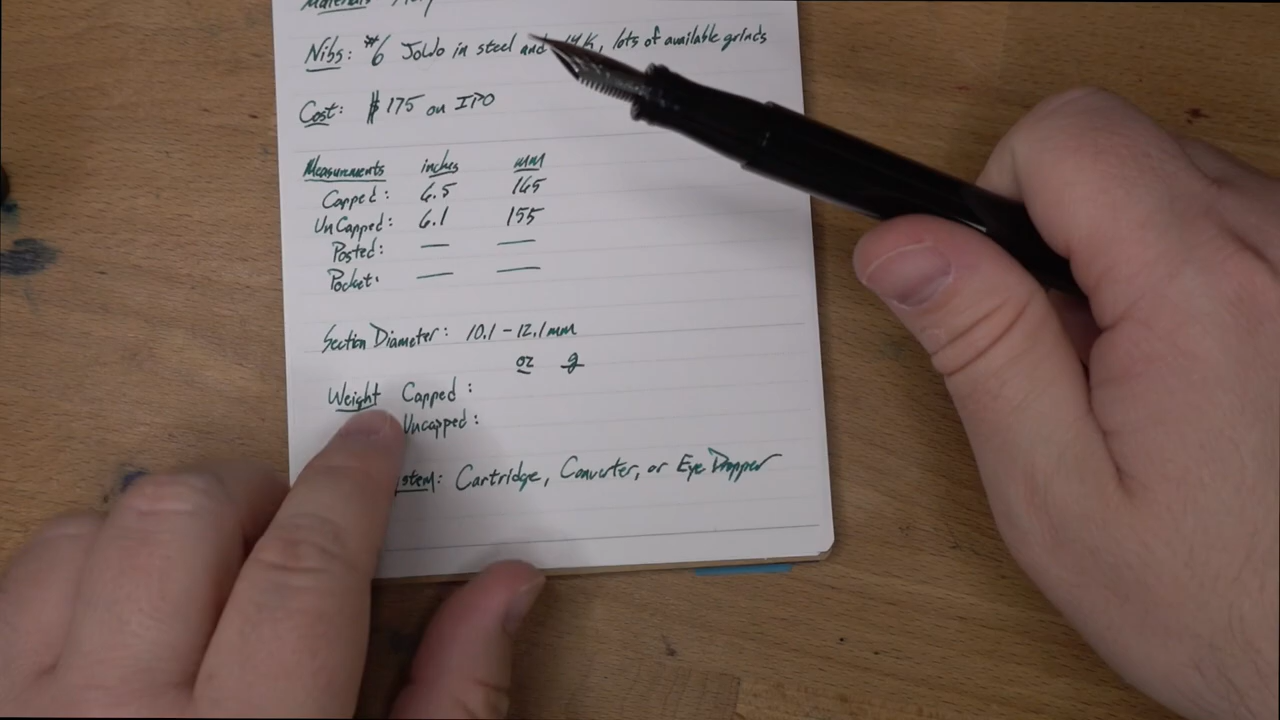 Materials
Nibs: #6 JoWo in steel and 14K, lots of available grinds
Cost: $175 on IPO
Measurements inches mm
Capped: 6.5 165
UnCapped: 6.1 155
Posted: — —
Pocket: — —
Section Diameter: 10.1 - 12.1mm
oz g
Weight Capped:
Uncapped:
stem: Cartridge, Converter, or Eye Dropper